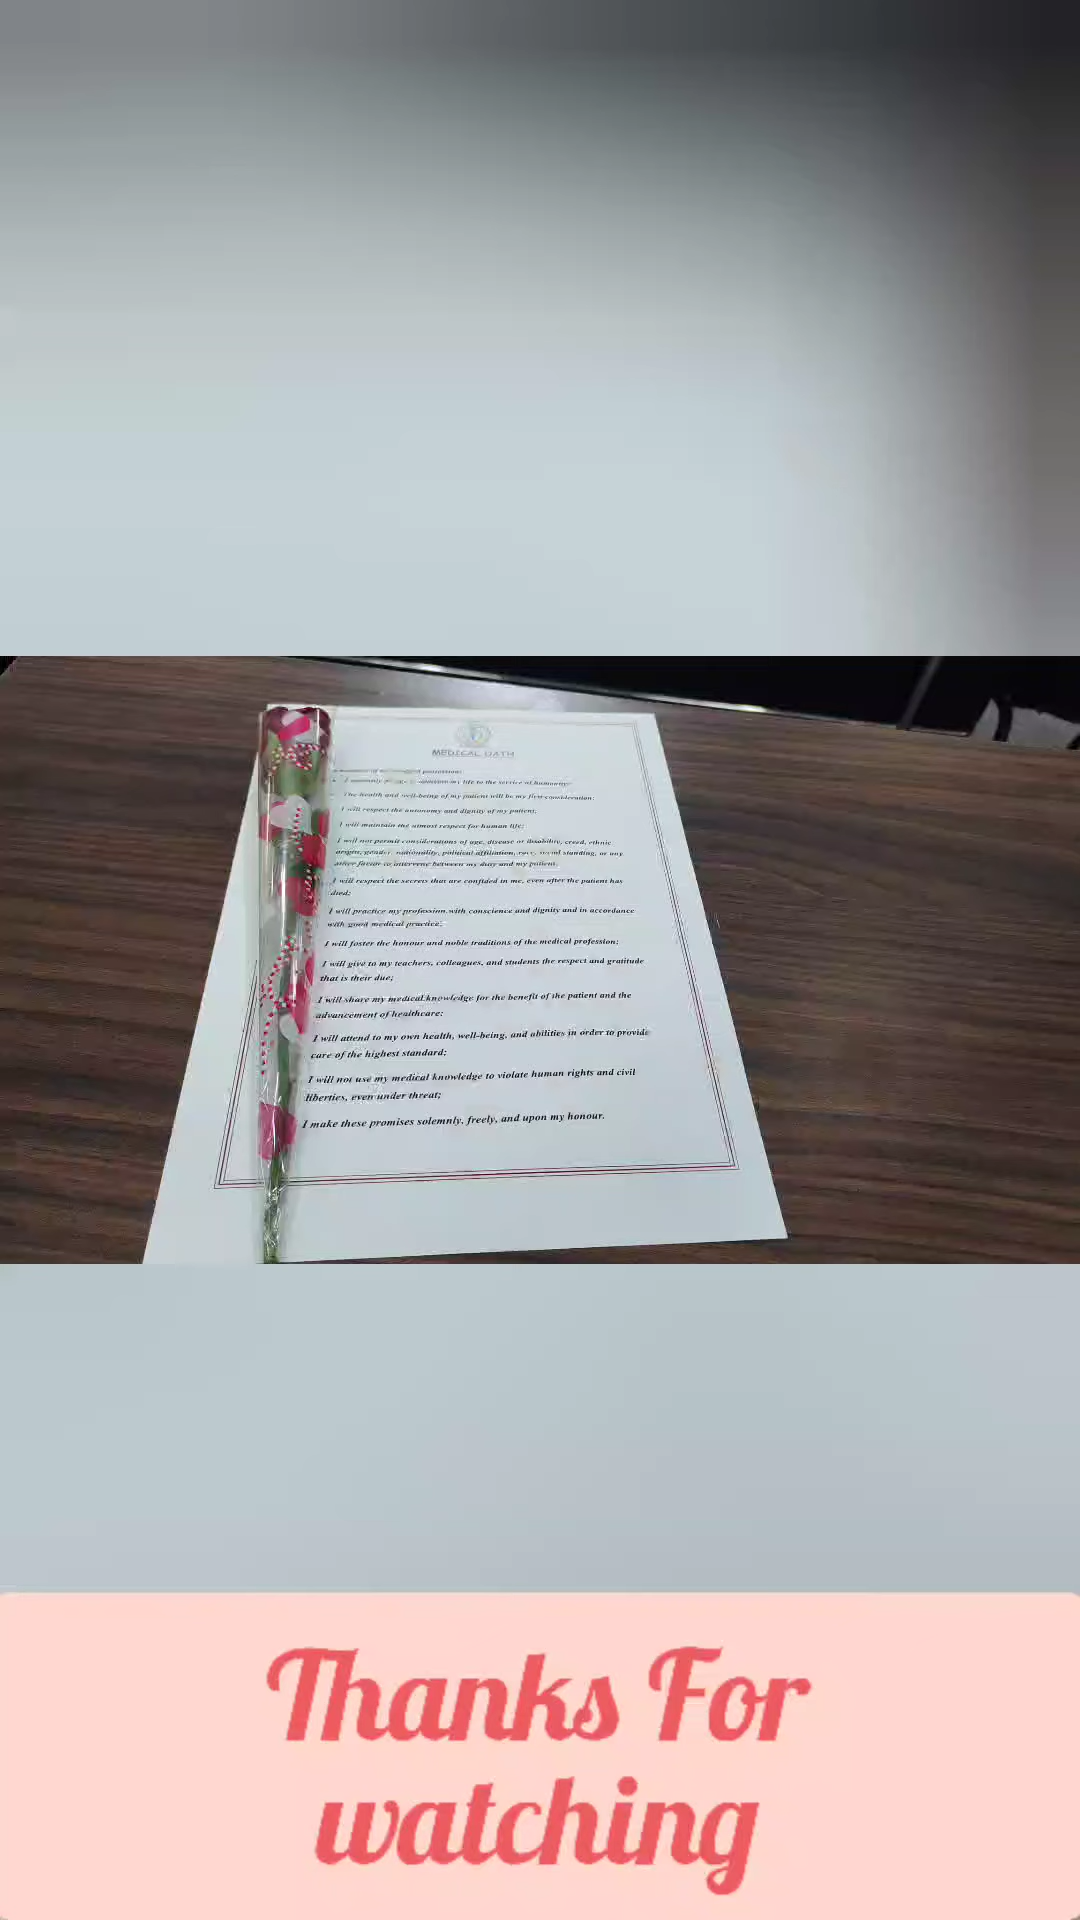 MEDICAL OATH
I solemnly pledge to dedicate my life to the service of humanity;
The health and well-being of my patient will be my first consideration;
I will respect the autonomy and dignity of my patient;
I will maintain the utmost respect for human life;
I will not permit considerations of age, disease or disability, creed, ethnic
origin, gender, nationality, political affiliation, race, social standing, or any
other factor to intervene between my duty and my patient;
I will respect the secrets that are confided in me, even after the patient has
died;
I will practice my profession with conscience and dignity and in accordance
with good medical practice;
I will foster the honour and noble traditions of the medical profession;
I will give to my teachers, colleagues, and students the respect and gratitude
that is their due;
I will share my medical knowledge for the benefit of the patient and the
advancement of healthcare;
I will attend to my own health, well-being, and abilities in order to provide
care of the highest standard;
I will not use my medical knowledge to violate human rights and civil
liberties, even under threat;
I make these promises solemnly, freely, and upon my honour.
Thanks For
watching